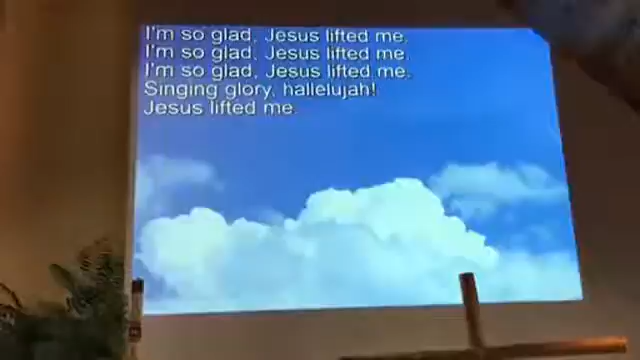 I'm so glad, Jesus lifted me.
I'm so glad, Jesus lifted me.
I'm so glad, Jesus lifted me.
Singing glory, hallelujah!
Jesus lifted me.